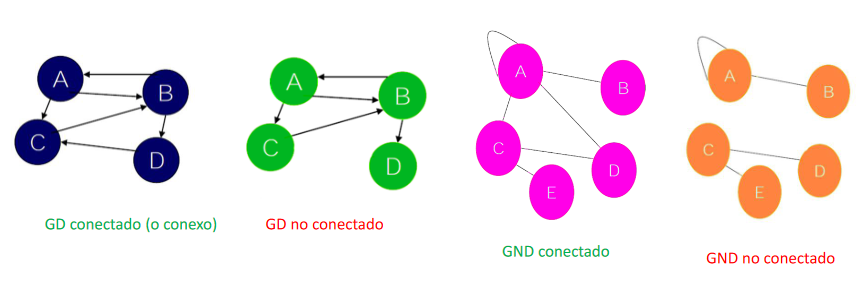 A
B
C
D
GD conectado (o conexo)
A
B
C
D
GD no conectado
A
B
C
D
E
GND conectado
A
B
C
D
E
GND no conectado